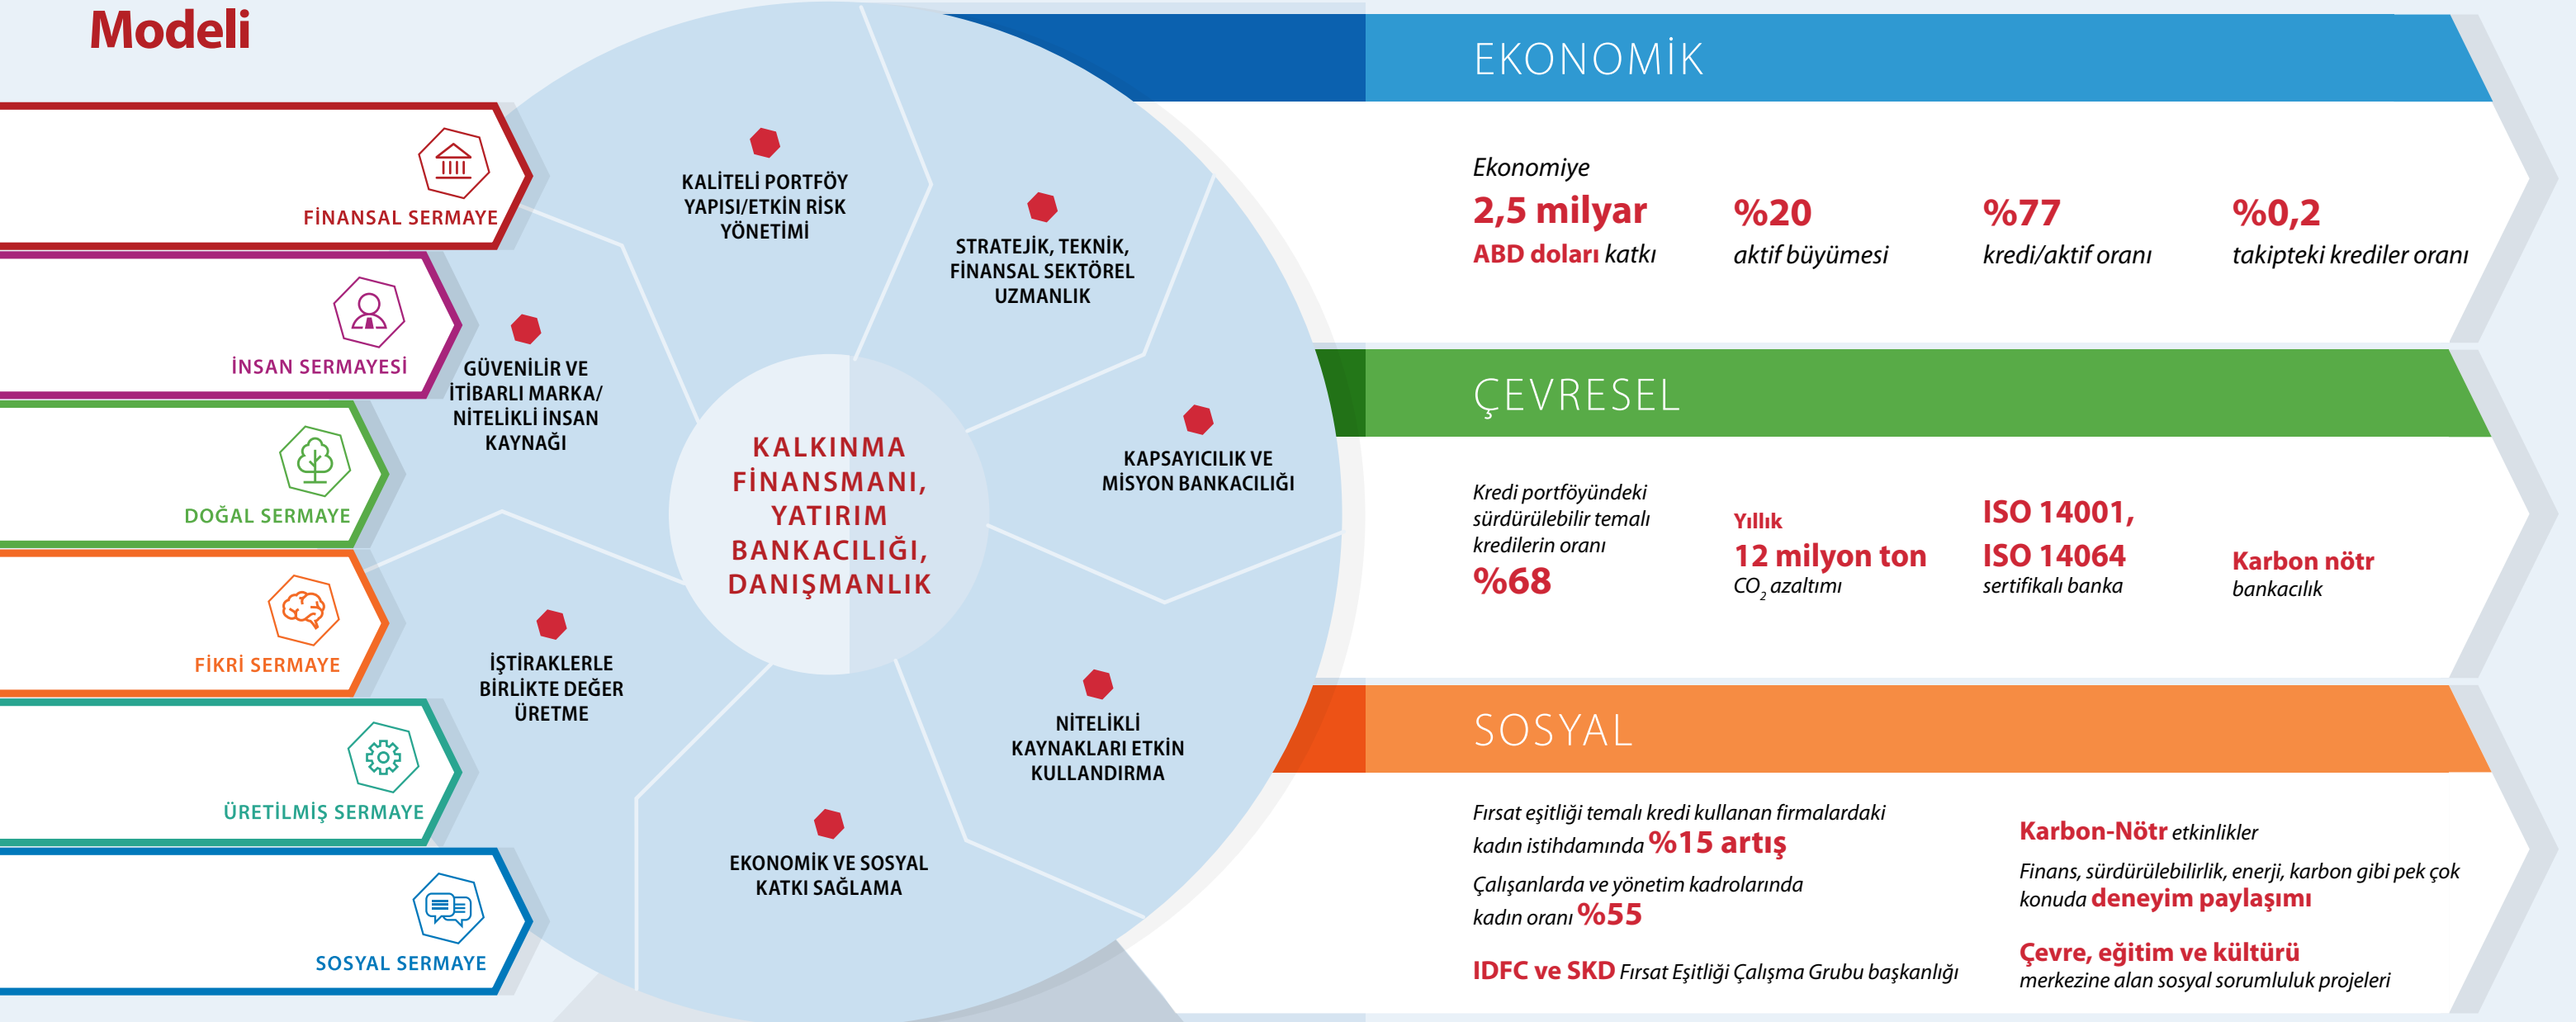 Modeli
FİNANSAL SERMAYE
İNSAN SERMAYESİ
DOĞAL SERMAYE
FİKRİ SERMAYE
ÜRETİLMİŞ SERMAYE
SOSYAL SERMAYE
KALİTELİ PORTFÖY
YAPISI/ETKİN RİSK
YÖNETİMİ
STRATEJİK, TEKNİK,
FİNANSAL SEKTÖREL
UZMANLIK
GÜVENİLİR VE
İTİBARLI MARKA/
NİTELİKLİ İNSAN
KAYNAĞI
KAPSAYICILIK VE
MİSYON BANKACILIĞI
KALKINMA
FİNANSMANI,
YATIRIM
BANKACILIĞI,
DANIŞMANLIK
İŞTİRAKLERLE
BİRLİKTE DEĞER
ÜRETME
NİTELİKLİ
KAYNAKLARI ETKİN
KULLANDIRMA
EKONOMİK VE SOSYAL
KATKI SAĞLAMA
EKONOMİK
Ekonomiye
2,5 milyar
ABD doları katkı
%20
aktif büyümesi
%77
kredi/aktif oranı
%0,2
takipteki krediler oranı
ÇEVRESEL
Kredi portföyündeki
sürdürülebilir temalı
kredilerin oranı
%68
Yıllık
12 milyon ton
CO₂ azaltımı
ISO 14001,
ISO 14064
sertifikalı banka
Karbon nötr
bankacılık
SOSYAL
Fırsat eşitliği temalı kredi kullanan firmalardaki
kadın istihdamında %15 artış
Çalışanlarda ve yönetim kadrolarında
kadın oranı %55
IDFC ve SKD Fırsat Eşitliği Çalışma Grubu başkanlığı
Karbon-Nötr etkinlikler
Finans, sürdürülebilirlik, enerji, karbon gibi pek çok
konuda deneyim paylaşımı
Çevre, eğitim ve kültürü
merkezine alan sosyal sorumluluk projeleri